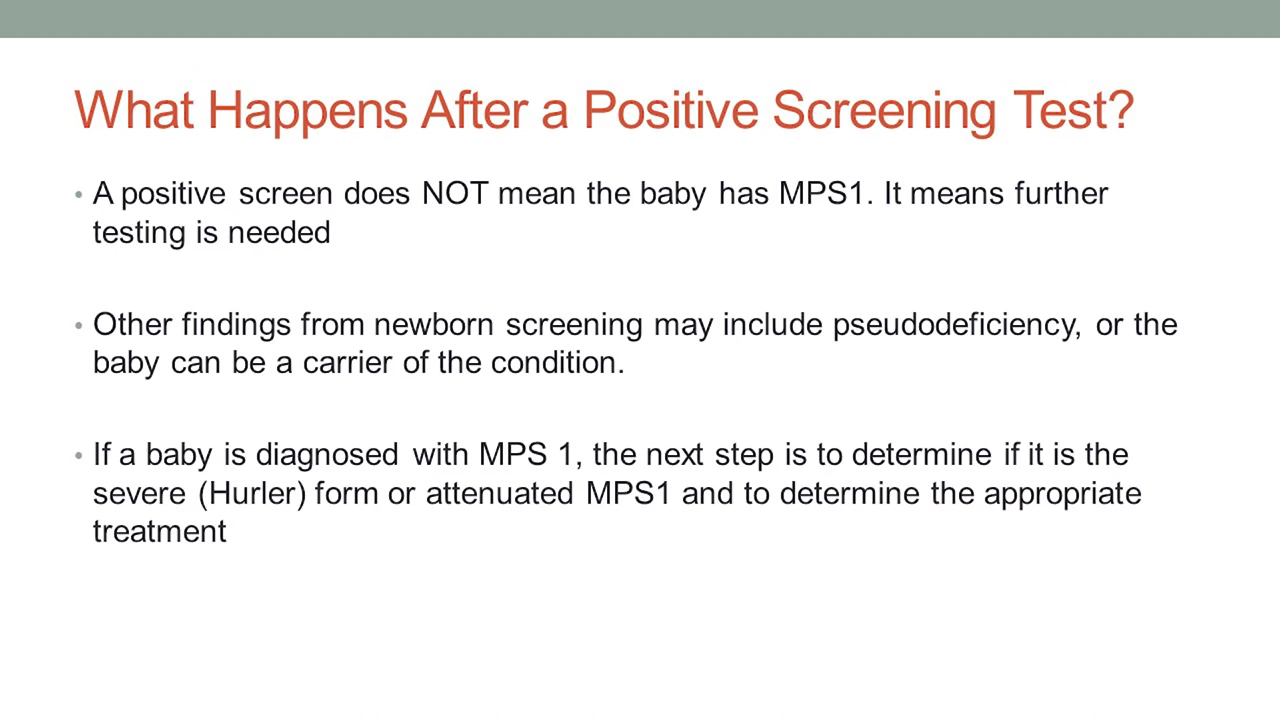 What Happens After a Positive Screening Test?
• A positive screen does NOT mean the baby has MPS1. It means further
testing is needed
• Other findings from newborn screening may include pseudodeficiency, or the
baby can be a carrier of the condition.
• If a baby is diagnosed with MPS 1, the next step is to determine if it is the
severe (Hurler) form or attenuated MPS1 and to determine the appropriate
treatment